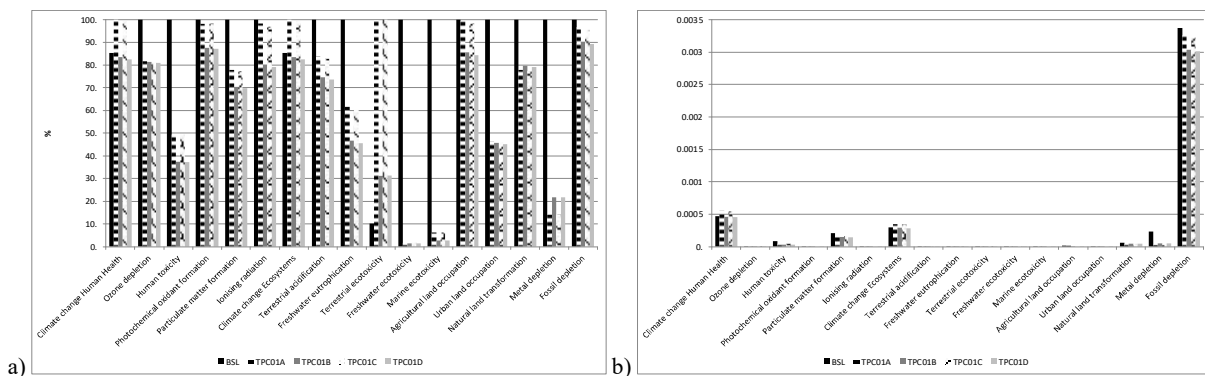 100.
90.
80.
70.
60.
50.
40.
30.
20.
10.
0.
%
Climate change Human Health
Ozone depletion
Human toxicity
Photochemical oxidant formation
Particulate matter formation
Ionising radiation
Climate change Ecosystems
Terrestrial acidification
Freshwater eutrophication
Terrestrial ecotoxicity
Freshwater ecotoxicity
Marine ecotoxicity
Agricultural land occupation
Urban land occupation
Natural land transformation
Metal depletion
Fossil depletion
BSL TPC01A TPC01B TPC01C TPC01D
a)
0.0035
0.003
0.0025
0.002
0.0015
0.001
0.0005
0.
Climate change Human Health
Ozone depletion
Human toxicity
Photochemical oxidant formation
Particulate matter formation
Ionising radiation
Climate change Ecosystems
Terrestrial acidification
Freshwater eutrophication
Terrestrial ecotoxicity
Freshwater ecotoxicity
Marine ecotoxicity
Agricultural land occupation
Urban land occupation
Natural land transformation
Metal depletion
Fossil depletion
BSL TPC01A TPC01B TPC01C TPC01D
b)